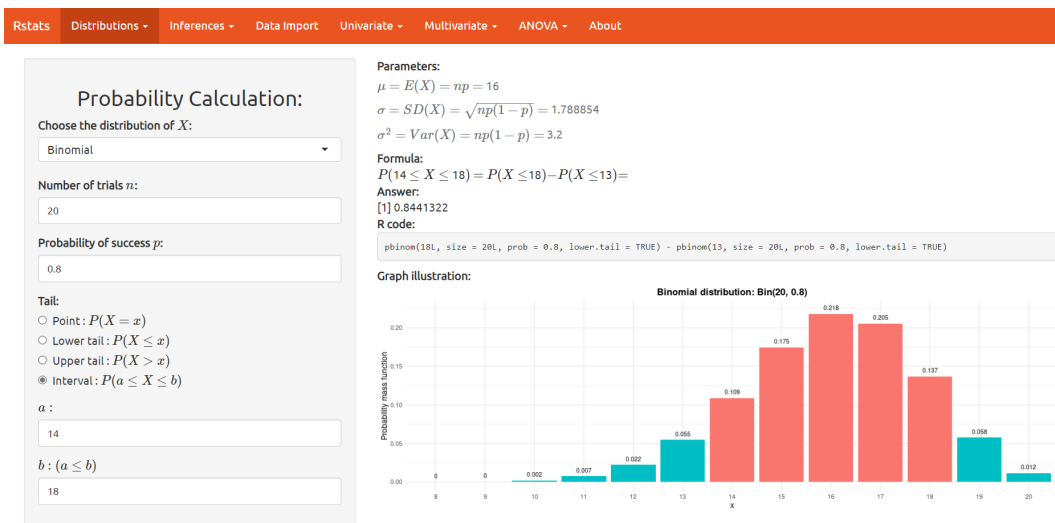 Rstats Distributions Inferences Data Import Univariate Multivariate ANOVA About
Probability Calculation:
Choose the distribution of X:
Binomial
Number of trials n:
20
Probability of success p:
0.8
Tail:
Point : P(X = x)
Lower tail : P(X ≤ x)
Upper tail : P(X > x)
Interval : P(a ≤ X ≤ b)
a :
14
b : (a ≤ b)
18
Parameters:
μ = E(X) = np = 16
σ = SD(X) = √np(1 − p) = 1.788854
σ² = Var(X) = np(1 − p) = 3.2
Formula:
P(14 ≤ X ≤ 18) = P(X ≤18)−P(X ≤13)=
Answer:
[1] 0.8441322
R code:
pbinom(18L, size = 20L, prob = 0.8, lower.tail = TRUE) - pbinom(13, size = 20L, prob = 0.8, lower.tail = TRUE)
Graph illustration:
Binomial distribution: Bin(20, 0.8)
Probability mass function
0.20
0.15
0.10
0.05
0.00
0 0 0.002 0.007 0.022 0.055 0.109 0.175 0.218 0.205 0.137 0.058 0.012
8 9 10 11 12 13 14 15 16 17 18 19 20
X